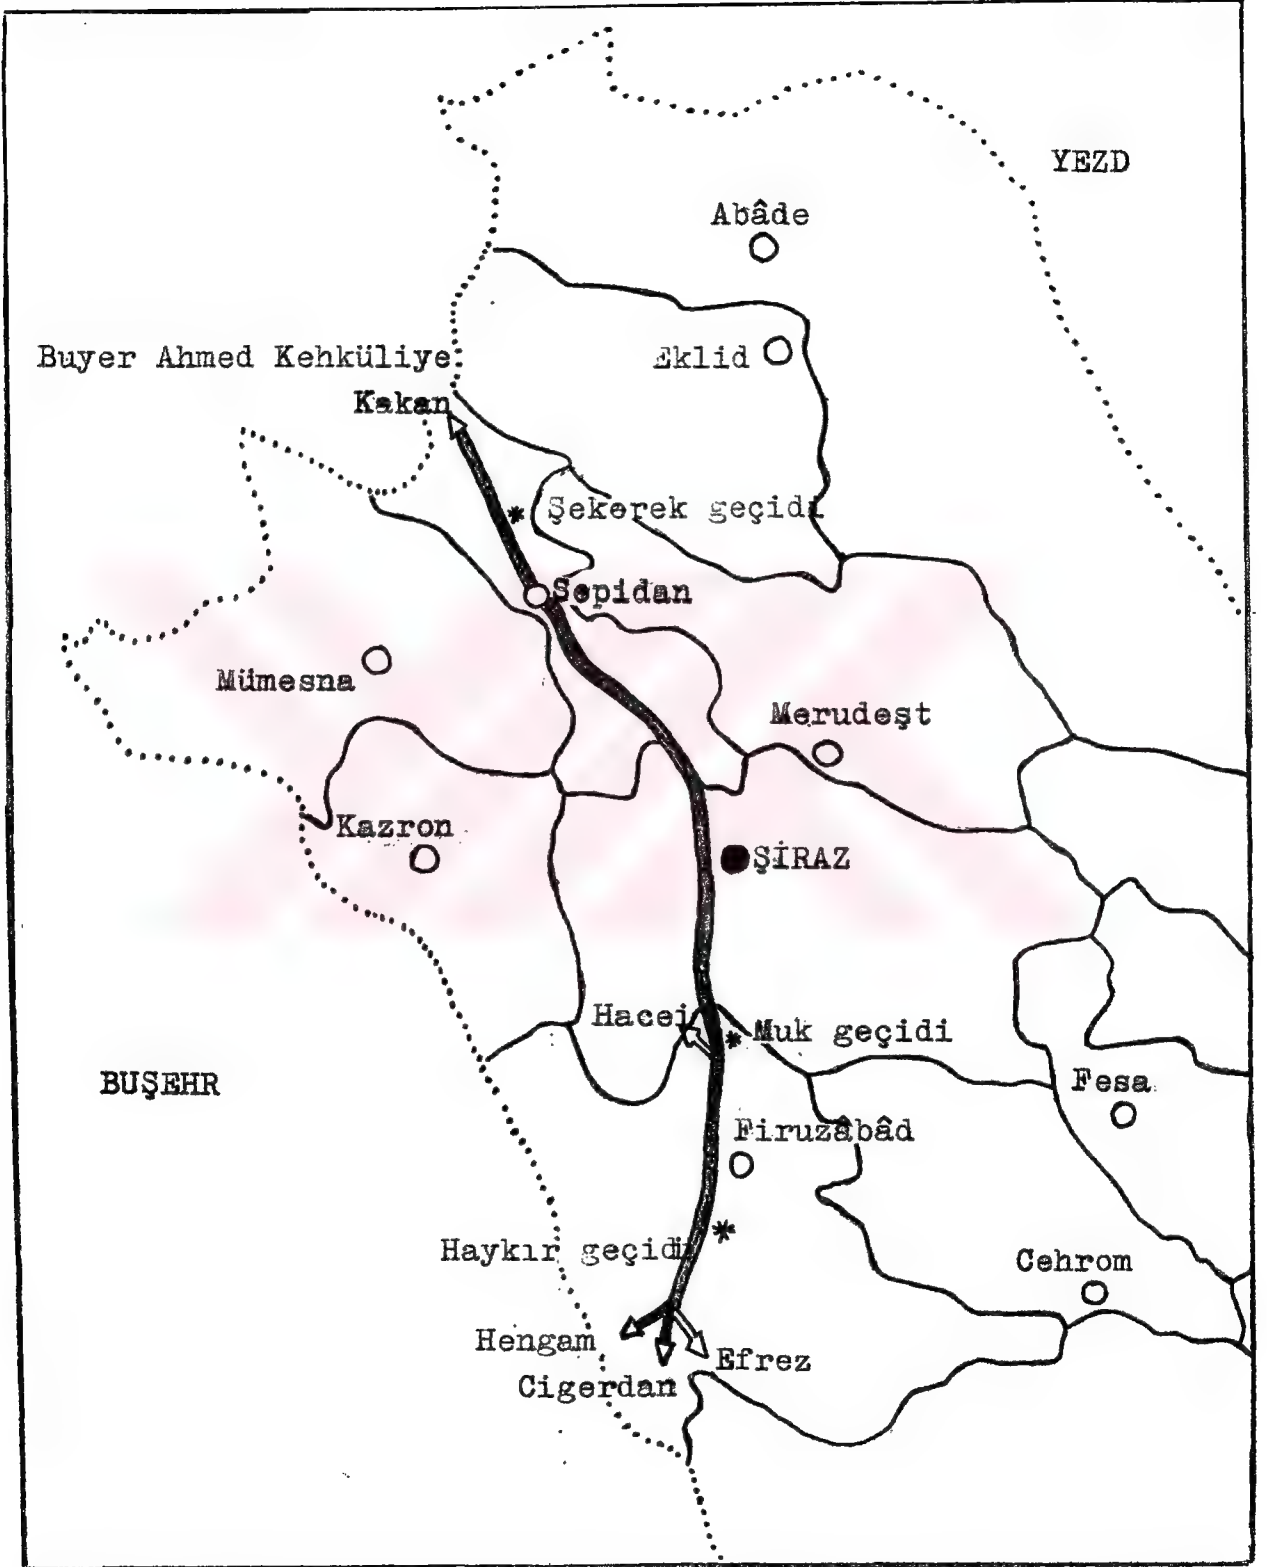 YEZD
Abâde
Buyer Ahmed Kehküliye
Eklid
Kakan
Şekerek geçidi
Sepidan
Mümesna
Merudeşt
Kazron
ŞİRAZ
Hacei
Muk geçidi
BUŞEHR
Fesa
Firuzâbâd
Haykır geçidi
Cehrom
Hengam
Efrez
Cigerdan